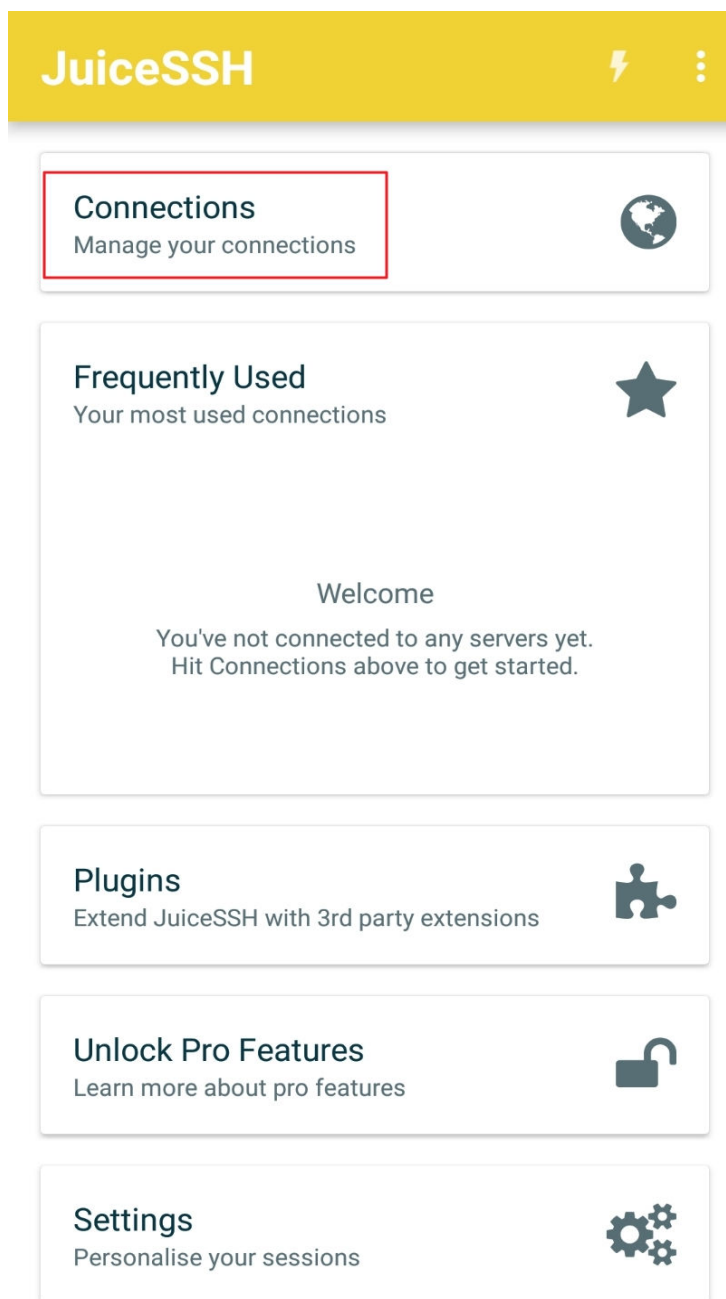 JuiceSSH
Connections
Manage your connections
Frequently Used
Your most used connections
Welcome
You've not connected to any servers yet.
Hit Connections above to get started.
Plugins
Extend JuiceSSH with 3rd party extensions
Unlock Pro Features
Learn more about pro features
Settings
Personalise your sessions